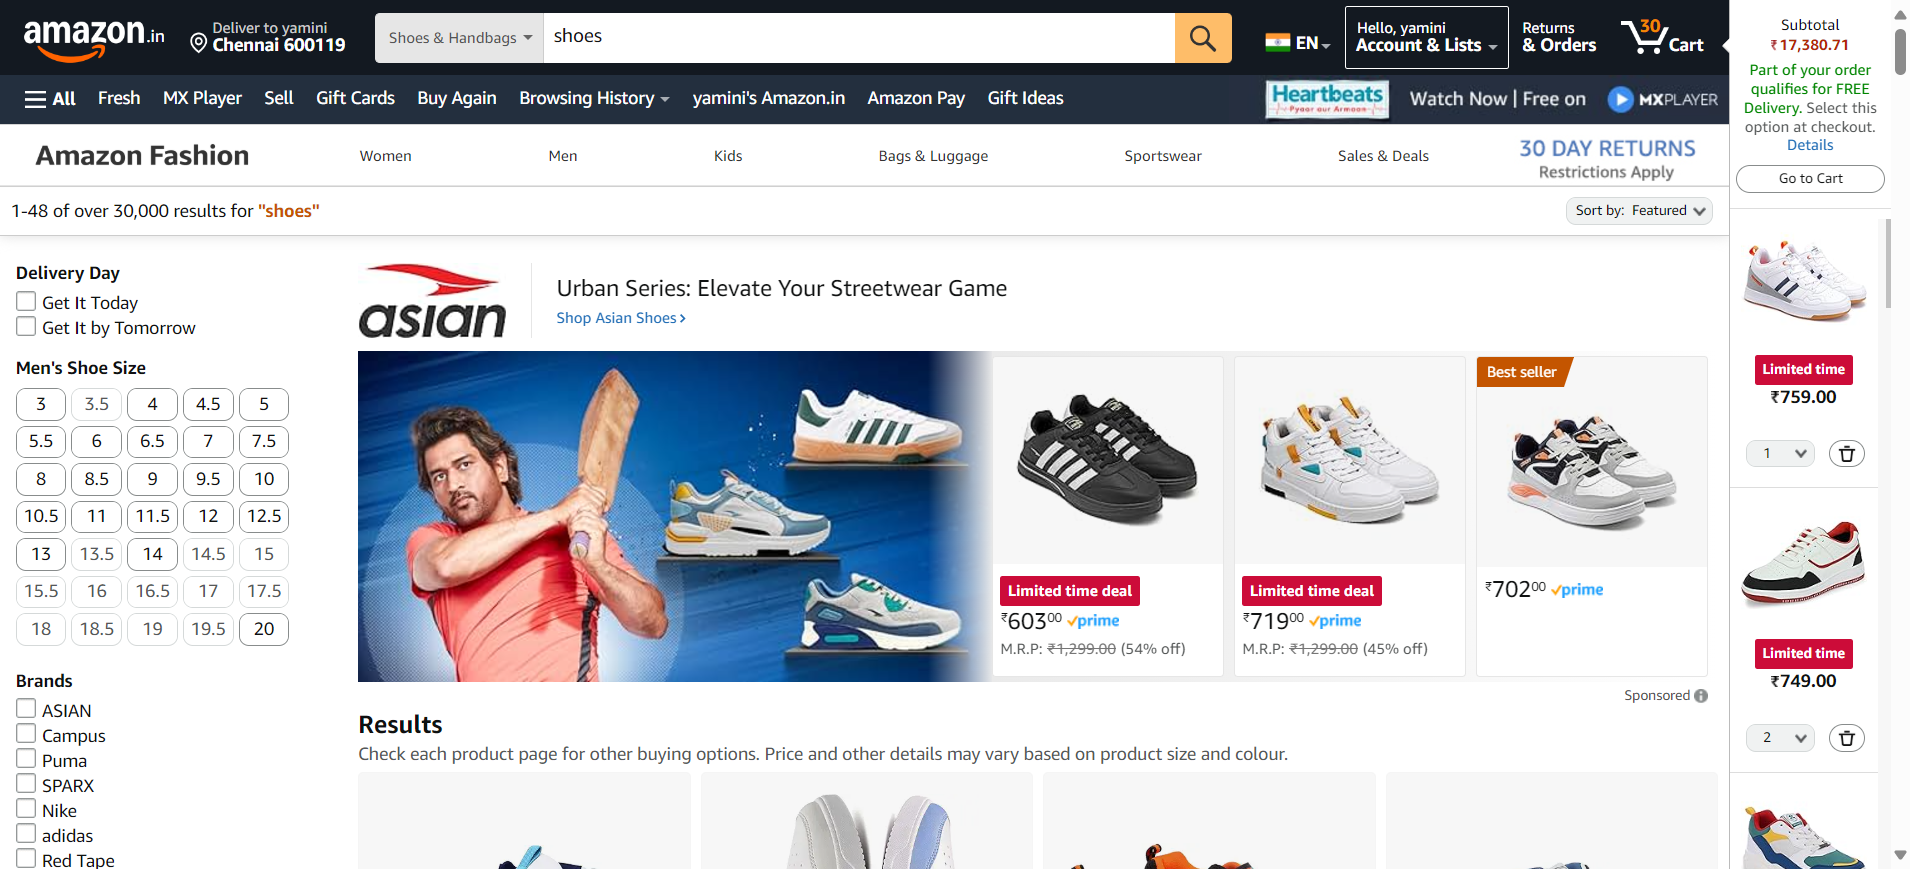 amazon.in
Deliver to yamini
Chennai 600119
Shoes & Handbags
shoes
EN
Hello, yamini
Account & Lists
Returns
& Orders
30
Cart
All
Fresh
MX Player
Sell
Gift Cards
Buy Again
Browsing History
yamini's Amazon.in
Amazon Pay
Gift Ideas
Heartbeats
Pyaar aur Armaan
Watch Now | Free on
MXPLAYER
Amazon Fashion
Women
Men
Kids
Bags & Luggage
Sportswear
Sales & Deals
30 DAY RETURNS
Restrictions Apply
1-48 of over 30,000 results for "shoes"
Sort by: Featured
Delivery Day
Get It Today
Get It by Tomorrow
Men's Shoe Size
3 3.5 4 4.5 5
5.5 6 6.5 7 7.5
8 8.5 9 9.5 10
10.5 11 11.5 12 12.5
13 13.5 14 14.5 15
15.5 16 16.5 17 17.5
18 18.5 19 19.5 20
Brands
ASIAN
Campus
Puma
SPARX
Nike
adidas
Red Tape
asian
Urban Series: Elevate Your Streetwear Game
Shop Asian Shoes ›
Limited time deal
₹603⁰⁰ prime
M.R.P: ₹1,299.00 (54% off)
Limited time deal
₹719⁰⁰ prime
M.R.P: ₹1,299.00 (45% off)
Best seller
₹702⁰⁰ prime
Sponsored
Results
Check each product page for other buying options. Price and other details may vary based on product size and colour.
Subtotal
₹17,380.71
Part of your order
qualifies for FREE
Delivery. Select this
option at checkout.
Details
Go to Cart
Limited time
₹759.00
1
Limited time
₹749.00
2